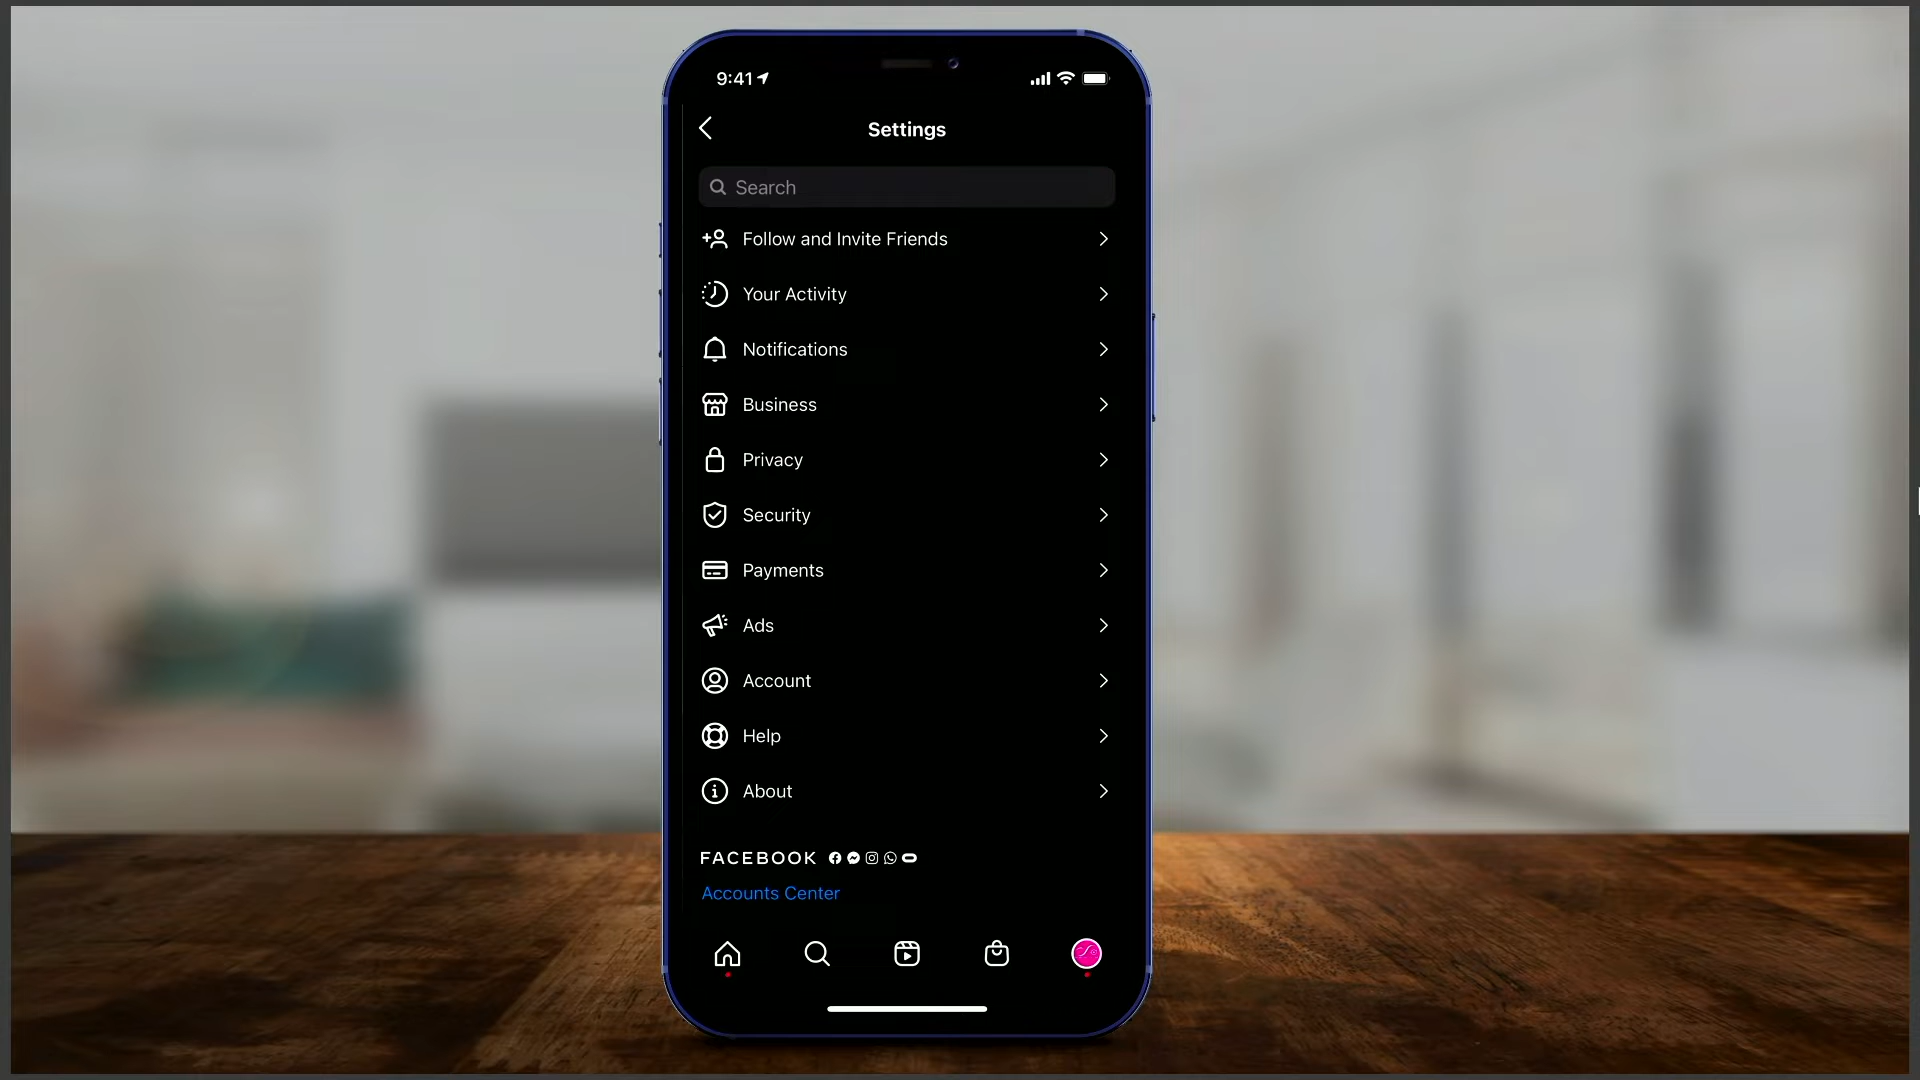 9:41
Settings
Search
Follow and Invite Friends
Your Activity
Notifications
Business
Privacy
Security
Payments
Ads
Account
Help
About
FACEBOOK
Accounts Center